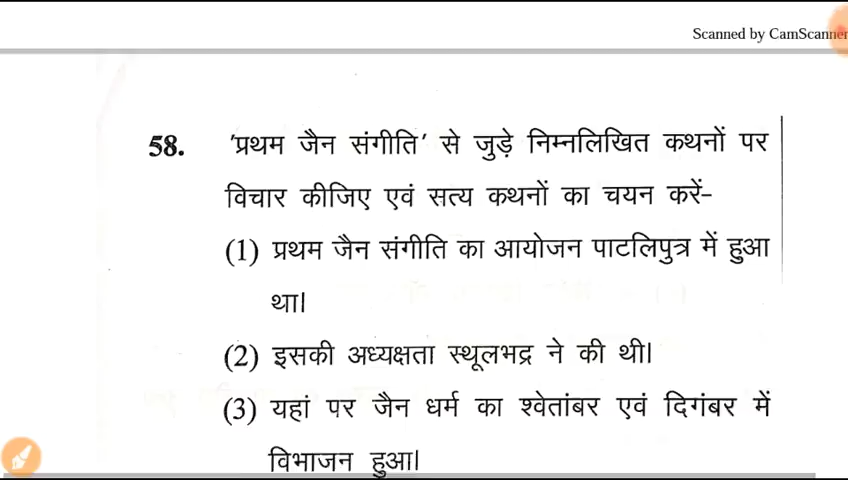 Scanned by CamScanner
58. 'प्रथम जैन संगीति' से जुड़े निम्नलिखित कथनों पर
विचार कीजिए एवं सत्य कथनों का चयन करें-
(1) प्रथम जैन संगीति का आयोजन पाटलिपुत्र में हुआ
था।
(2) इसकी अध्यक्षता स्थूलभद्र ने की थी।
(3) यहां पर जैन धर्म का श्वेतांबर एवं दिगंबर में
विभाजन हुआ।